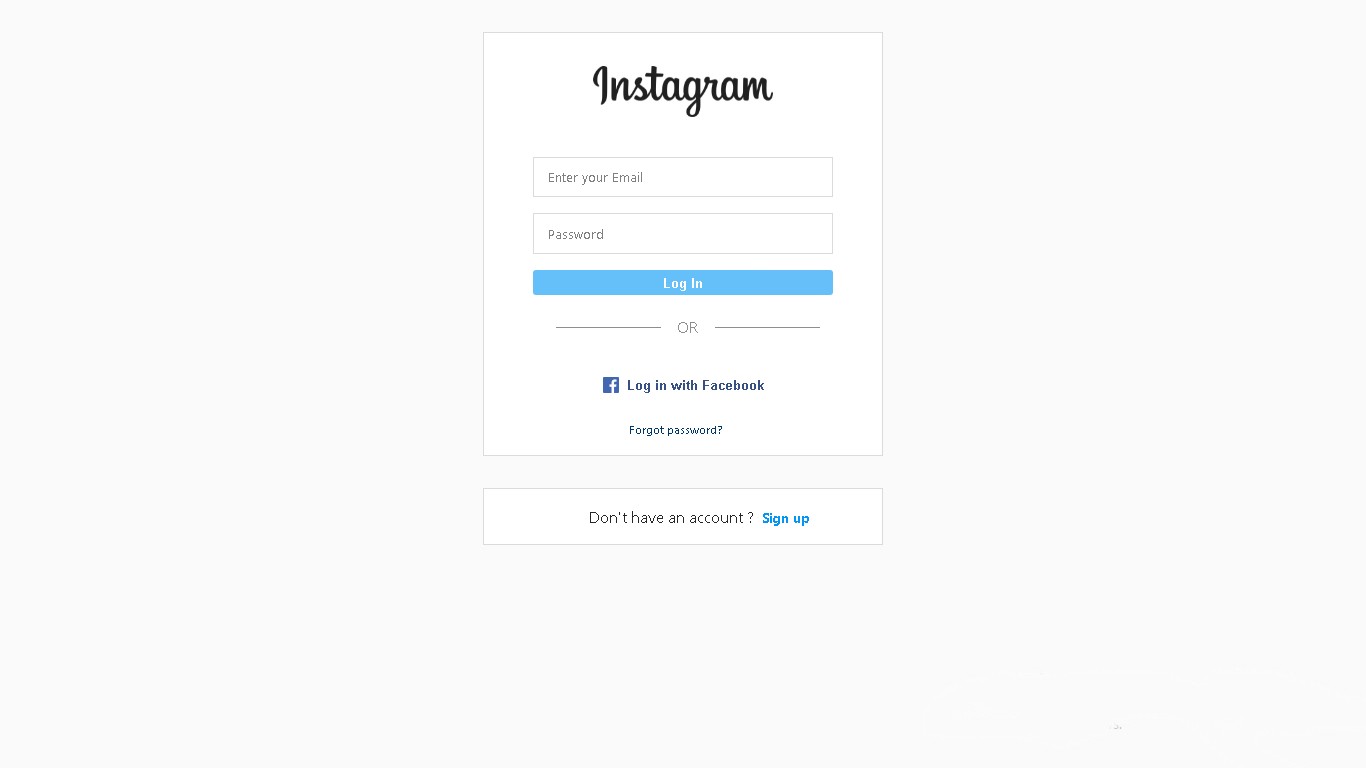 Instagram
Enter your Email
Password
Log In
OR
Log in with Facebook
Forgot password?
Don't have an account ? Sign up